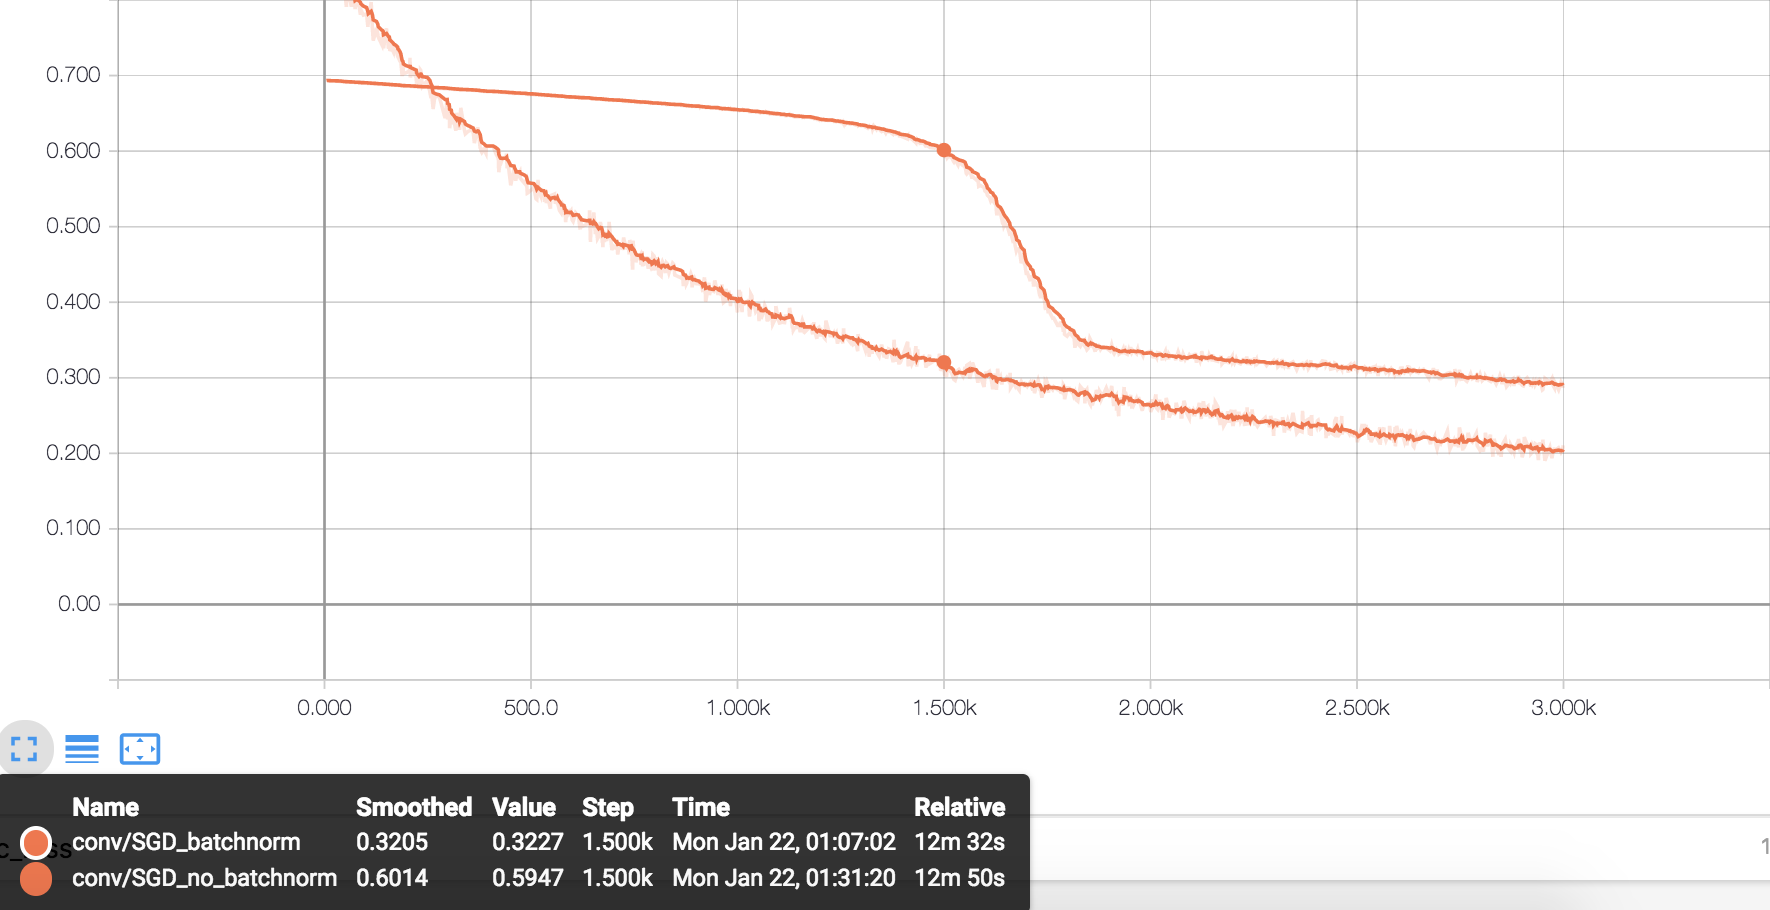 0.700
0.600
0.500
0.400
0.300
0.200
0.100
0.00
0.000 500.0 1.000k 1.500k 2.000k 2.500k 3.000k
Name Smoothed Value Step Time Relative
conv/SGD_batchnorm 0.3205 0.3227 1.500k Mon Jan 22, 01:07:02 12m 32s
conv/SGD_no_batchnorm 0.6014 0.5947 1.500k Mon Jan 22, 01:31:20 12m 50s
1